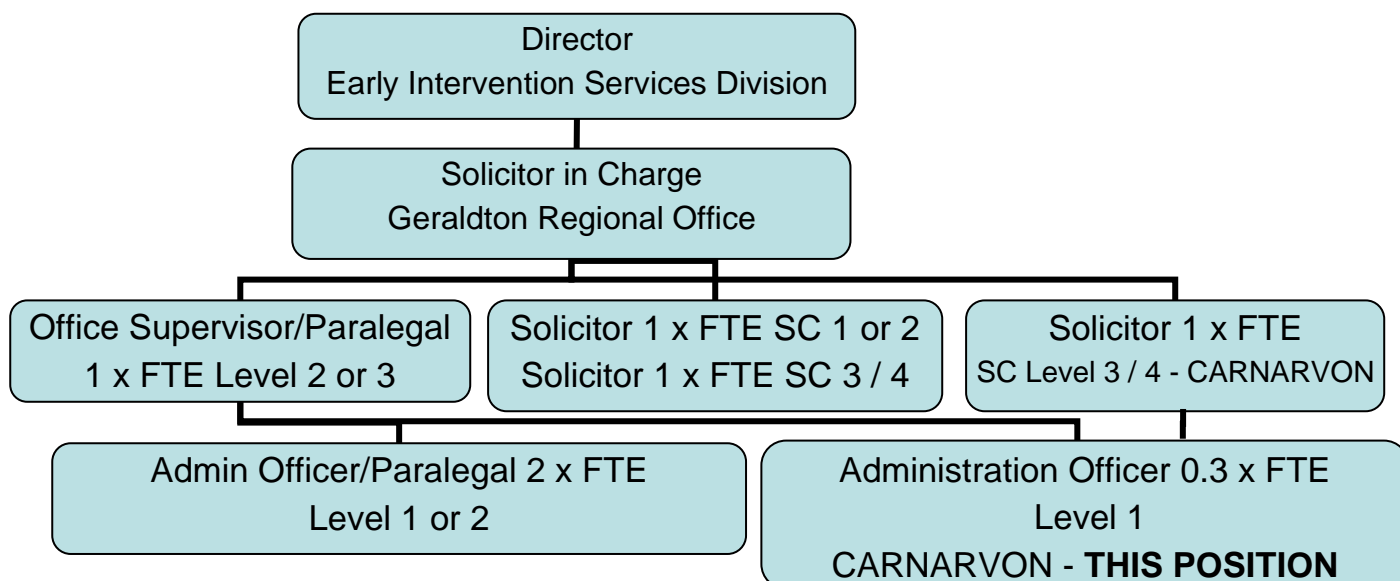 Director
Early Intervention Services Division
Solicitor in Charge
Geraldton Regional Office
Office Supervisor/Paralegal
1 x FTE Level 2 or 3
Solicitor 1 x FTE SC 1 or 2
Solicitor 1 x FTE SC 3 / 4
Solicitor 1 x FTE
SC Level 3 / 4 - CARNARVON
Admin Officer/Paralegal 2 x FTE
Level 1 or 2
Administration Officer 0.3 x FTE
Level 1
CARNARVON - THIS POSITION